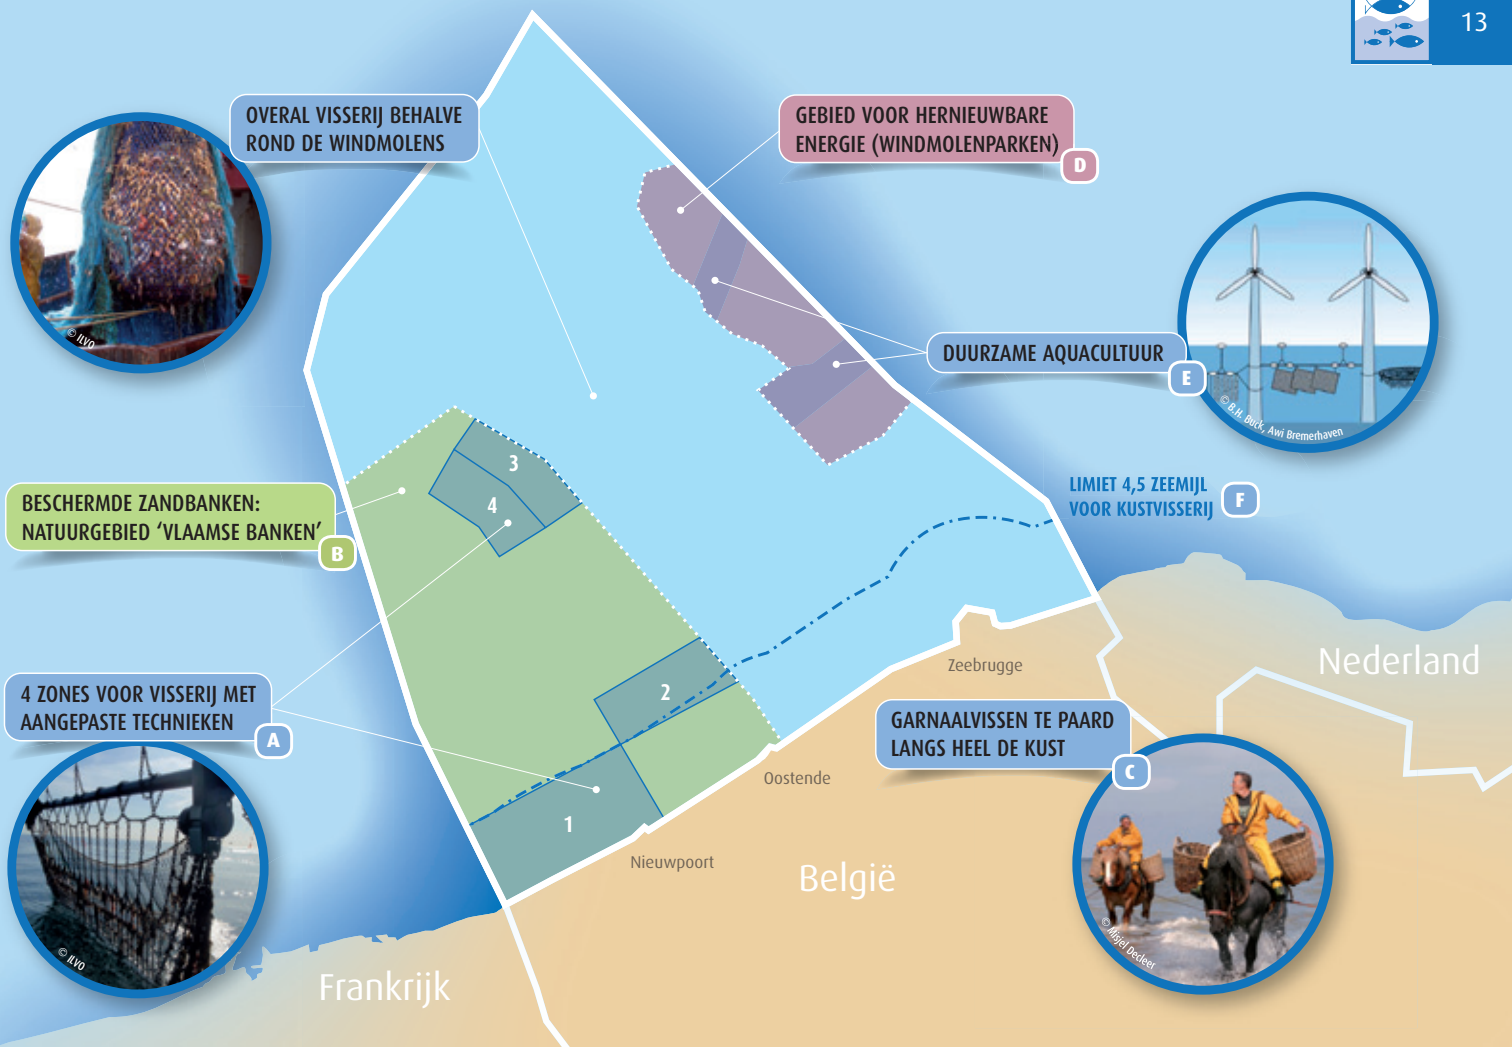 13
OVERAL VISSERIJ BEHALVE
ROND DE WINDMOLENS
GEBIED VOOR HERNIEUWBARE
ENERGIE (WINDMOLENPARKEN)
D
© ILVO
DUURZAME AQUACULTUUR
E
© B.H. Buck, Awi Bremerhaven
3
4
LIMIET 4,5 ZEEMIJL
VOOR KUSTVISSERIJ
F
BESCHERMDE ZANDBANKEN:
NATUURGEBIED ‘VLAAMSE BANKEN’
B
Zeebrugge
Nederland
4 ZONES VOOR VISSERIJ MET
AANGEPASTE TECHNIEKEN
A
2
GARNAALVISSEN TE PAARD
LANGS HEEL DE KUST
C
Oostende
1
Nieuwpoort
België
© ILVO
© Misjel Decleer
Frankrijk